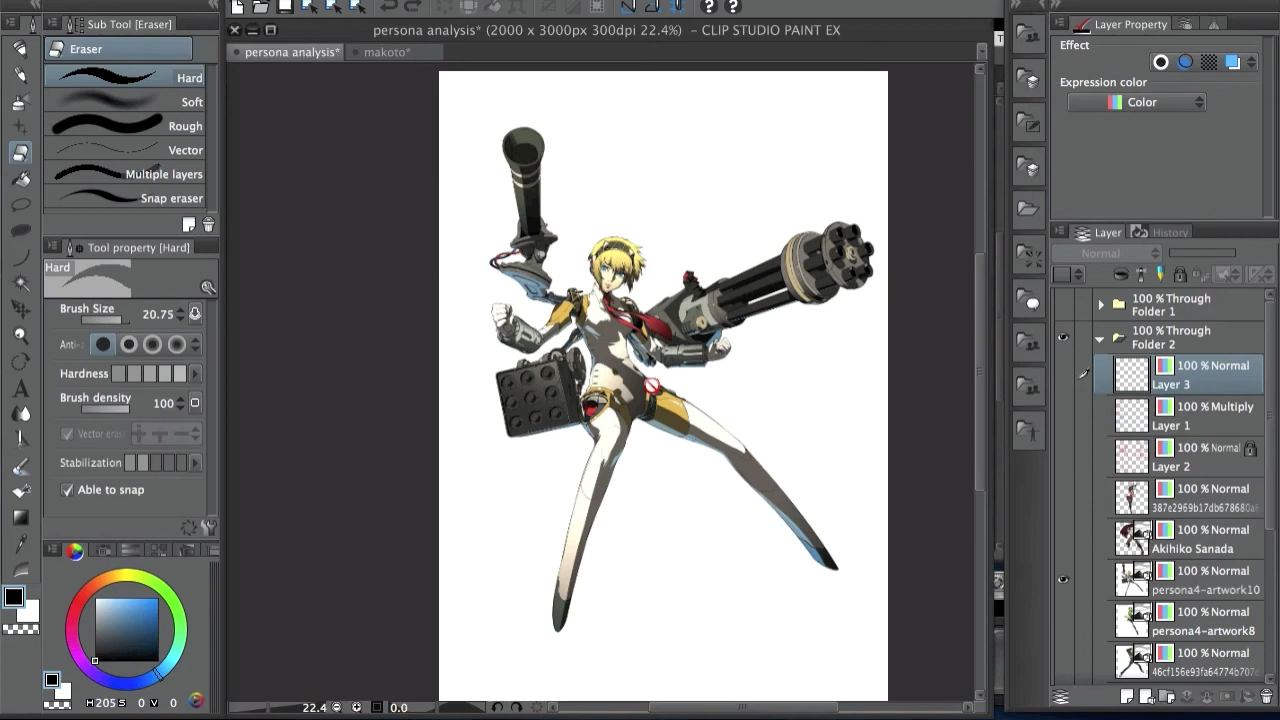 persona analysis* (2000 x 3000px 300dpi 22.4%) – CLIP STUDIO PAINT EX
persona analysis*
makoto*
Sub Tool [Eraser]
Eraser
Hard
Soft
Rough
Vector
Multiple layers
Snap eraser
Tool property [Hard]
Hard
Brush Size 20.75
Anti-
Hardness
Brush density 100
Vector eras
Stabilization
Able to snap
H 205 S 0 V 0
22.4
0.0
Layer Property
Effect
Expression color
Color
Layer
History
Normal
100 % Through
Folder 1
100 % Through
Folder 2
100 % Normal
Layer 3
100 % Multiply
Layer 1
100 % Normal
Layer 2
100 % Normal
100 % Normal
Akihiko Sanada
100 % Normal
persona4-artwork10
100 % Normal
persona4-artwork8
100 % Normal